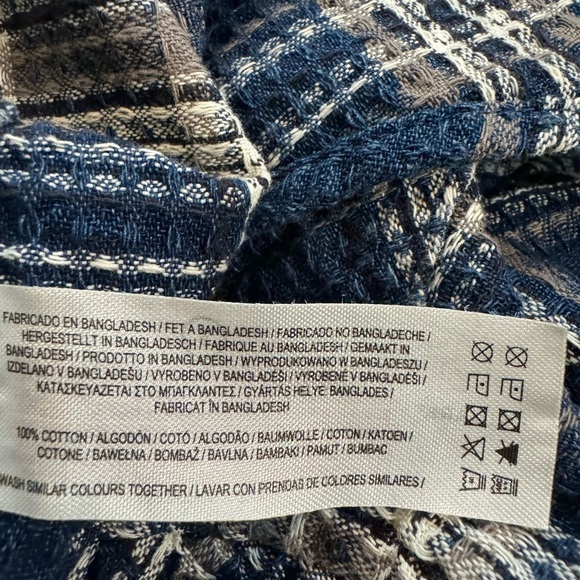 FABRICADO EN BANGLADESH / FET A BANGLADESH / FABRICADO NO BANGLADECHE /
HERGESTELLT IN BANGLADESCH / FABRIQUE AU BANGLADESH / GEMAAKT IN
BANGLADESH / PRODOTTO IN BANGLADESH / WYPRODUKOWANO W BANGLADESZU /
IZDELANO V BANGLADEŠU / VYROBENO V BANGLADÉŠI / VYROBENÉ V BANGLADÉŠI /
ΚΑΤΑΣΚΕΥΑΖΕΤΑΙ ΣΤΟ ΜΠΑΓΚΛΑΝΤΕΣ / GYÁRTÁS HELYE: BANGLADES /
FABRICAT ÎN BANGLADESH
100% COTTON / ALGODÓN / COTÓ / ALGODÃO / BAUMWOLLE / COTON / KATOEN /
COTONE / BAWEŁNA / BOMBAŽ / BAVLNA / ΒΑΜΒΑΚΙ / PAMUT / BUMBAC
WASH SIMILAR COLOURS TOGETHER / LAVAR CON PRENDAS DE COLORES SIMILARES /